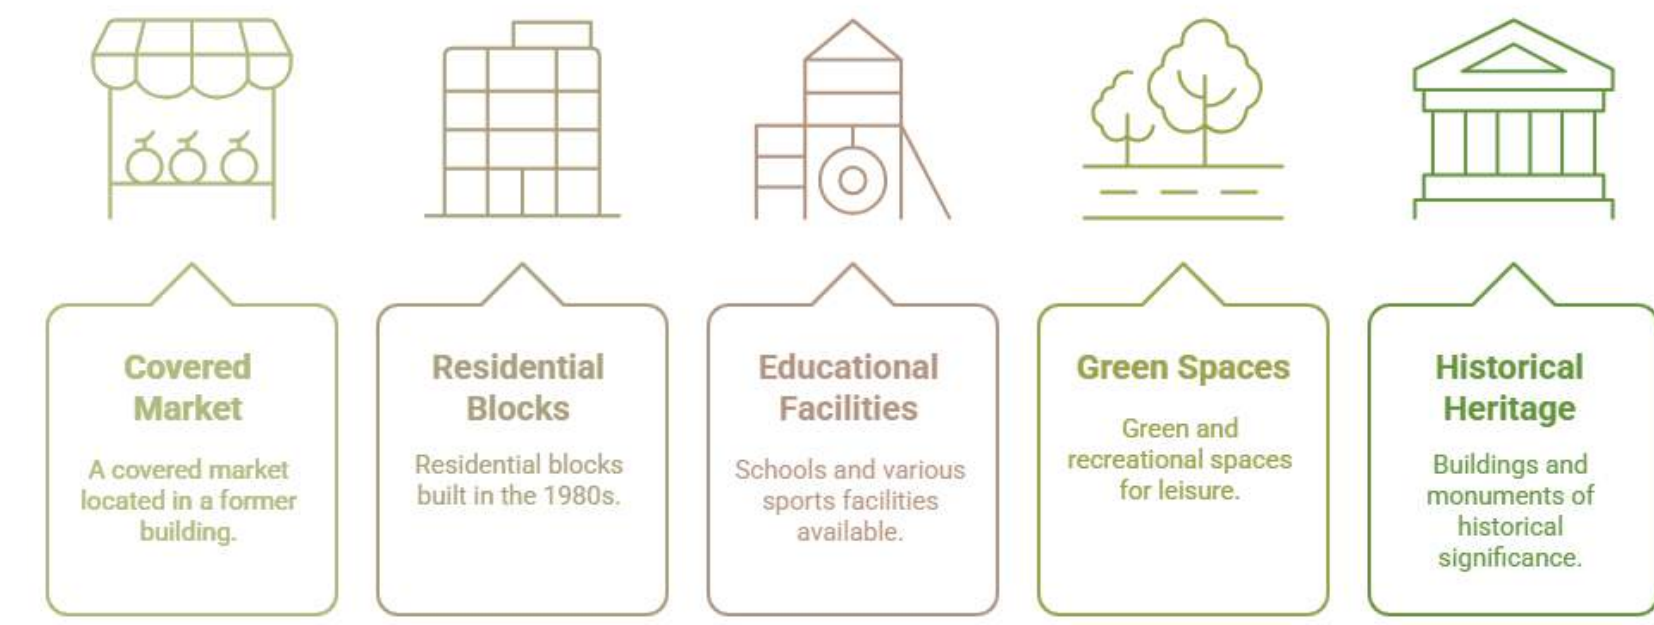 Covered
Market
A covered market
located in a former
building.
Residential
Blocks
Residential blocks
built in the 1980s.
Educational
Facilities
Schools and various
sports facilities
available.
Green Spaces
Green and
recreational spaces
for leisure.
Historical
Heritage
Buildings and
monuments of
historical
significance.